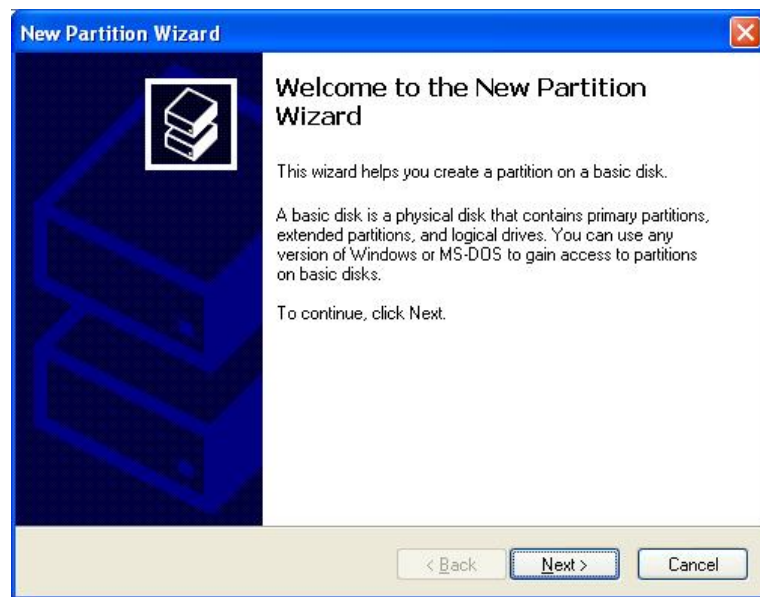 New Partition Wizard
Welcome to the New Partition
Wizard
This wizard helps you create a partition on a basic disk.
A basic disk is a physical disk that contains primary partitions,
extended partitions, and logical drives. You can use any
version of Windows or MS-DOS to gain access to partitions
on basic disks.
To continue, click Next.
< Back
Next >
Cancel